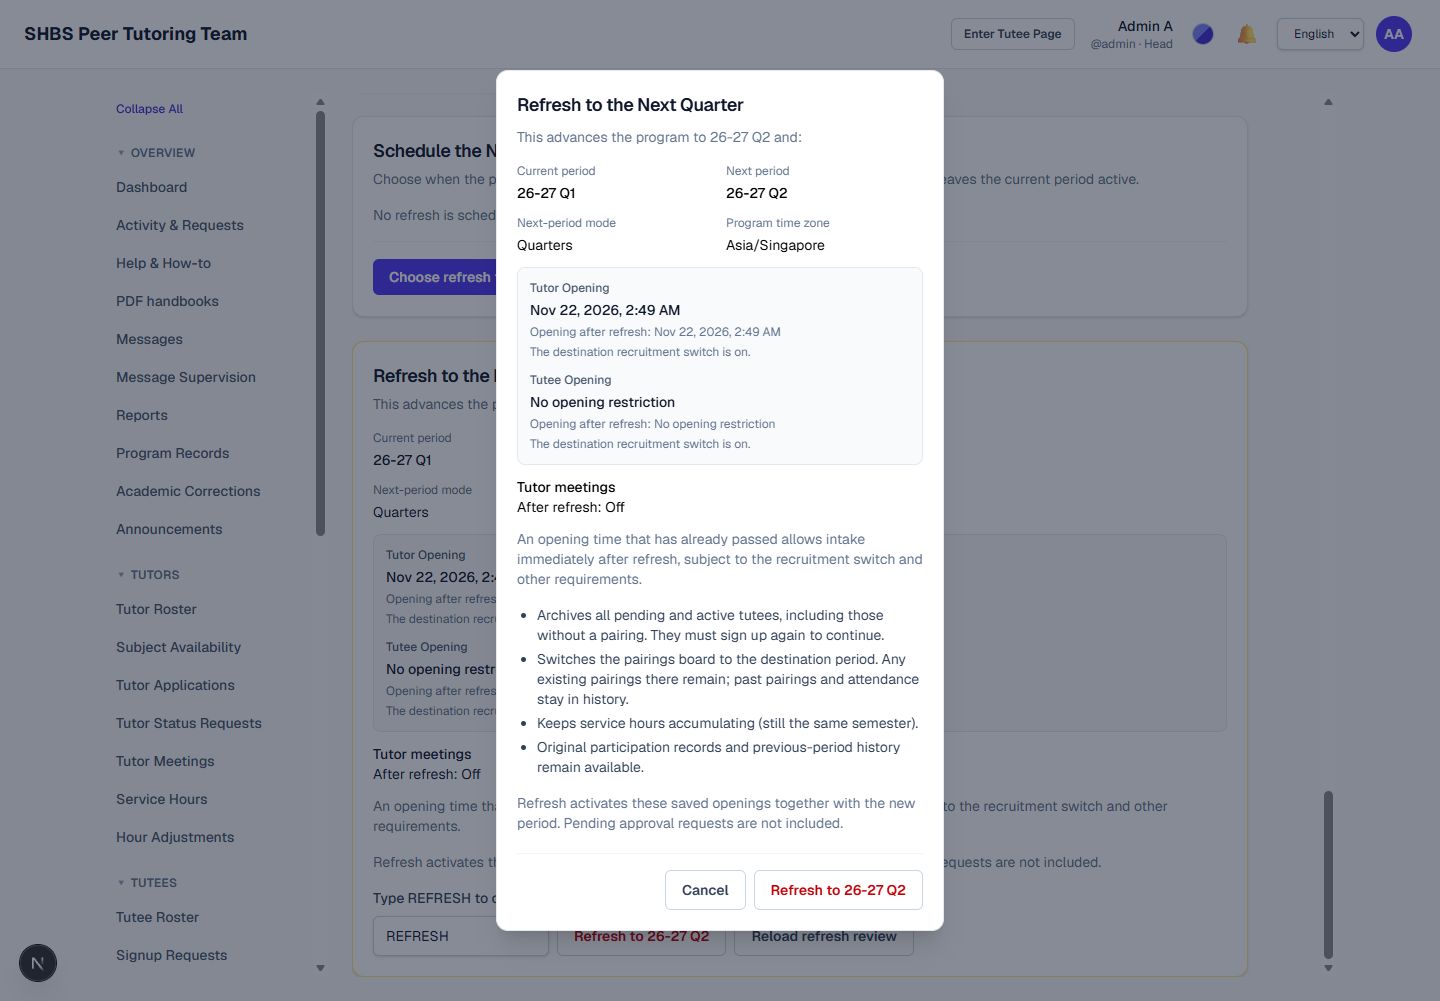 SHBS Peer Tutoring Team
Enter Tutee Page
Admin A
@admin · Head
English
AA
Collapse All
OVERVIEW
Dashboard
Activity & Requests
Help & How-to
PDF handbooks
Messages
Message Supervision
Reports
Program Records
Academic Corrections
Announcements
TUTORS
Tutor Roster
Subject Availability
Tutor Applications
Tutor Status Requests
Tutor Meetings
Service Hours
Hour Adjustments
TUTEES
Tutee Roster
Signup Requests
N
Schedule the N
Choose when the p
eaves the current period active.
No refresh is sched
Choose refresh
Refresh to the
This advances the p
Current period
26-27 Q1
Next-period mode
Quarters
Tutor Opening
Nov 22, 2026, 2:4
Opening after refres
The destination recr
Tutee Opening
No opening restr
Opening after refres
The destination recr
Tutor meetings
After refresh: Off
An opening time th
to the recruitment switch and other
requirements.
Refresh activates th
equests are not included.
Type REFRESH to c
REFRESH
Refresh to 26-27 Q2
Reload refresh review
Refresh to the Next Quarter
This advances the program to 26-27 Q2 and:
Current period
26-27 Q1
Next period
26-27 Q2
Next-period mode
Quarters
Program time zone
Asia/Singapore
Tutor Opening
Nov 22, 2026, 2:49 AM
Opening after refresh: Nov 22, 2026, 2:49 AM
The destination recruitment switch is on.
Tutee Opening
No opening restriction
Opening after refresh: No opening restriction
The destination recruitment switch is on.
Tutor meetings
After refresh: Off
An opening time that has already passed allows intake
immediately after refresh, subject to the recruitment switch and
other requirements.
• Archives all pending and active tutees, including those
without a pairing. They must sign up again to continue.
• Switches the pairings board to the destination period. Any
existing pairings there remain; past pairings and attendance
stay in history.
• Keeps service hours accumulating (still the same semester).
• Original participation records and previous-period history
remain available.
Refresh activates these saved openings together with the new
period. Pending approval requests are not included.
Cancel
Refresh to 26-27 Q2